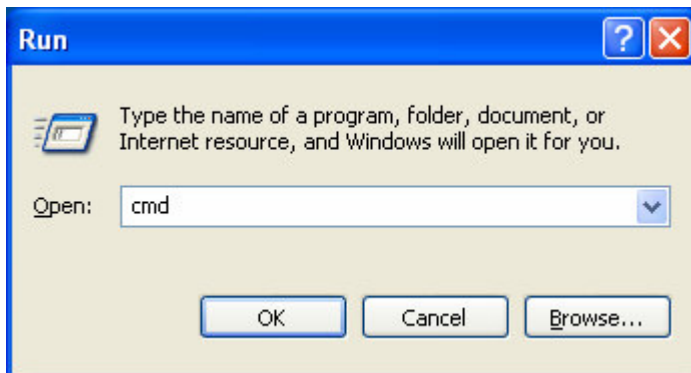 Run
Type the name of a program, folder, document, or
Internet resource, and Windows will open it for you.
Open: cmd
OK Cancel Browse...